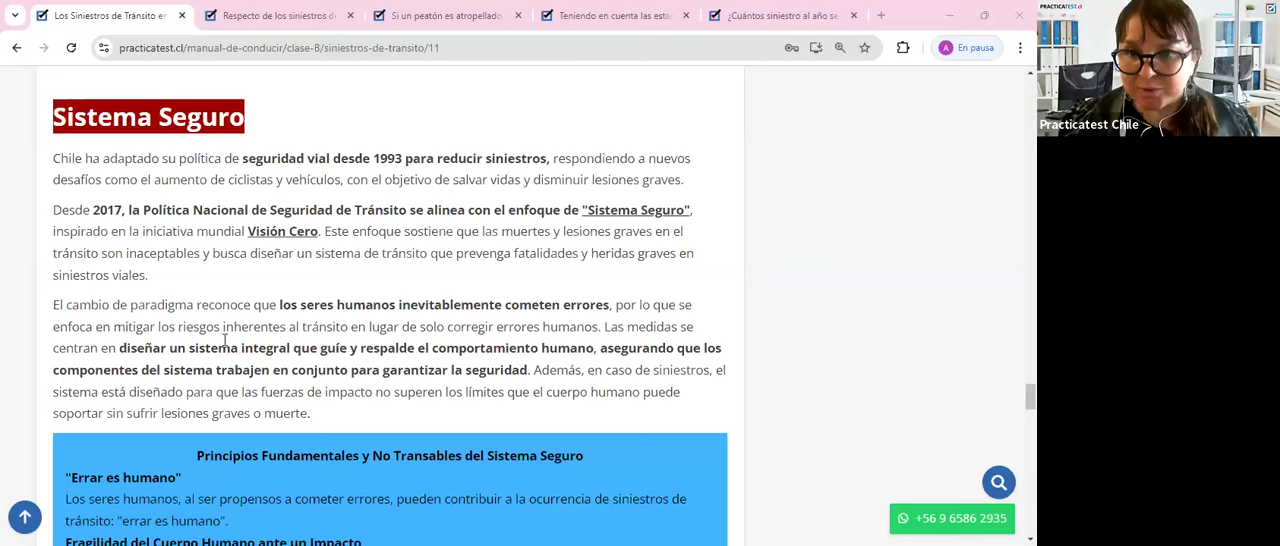 Los Siniestros de Tránsito en
Respecto de los siniestros de
Si un peatón es atropellado
Teniendo en cuenta las esta
¿Cuántos siniestro al año se
practicatest.cl/manual-de-conducir/clase-B/siniestros-de-transito/11
A
En pausa
PRACTICATEST.cl
Practicatest Chile
Sistema Seguro
Chile ha adaptado su política de seguridad vial desde 1993 para reducir siniestros, respondiendo a nuevos
desafíos como el aumento de ciclistas y vehículos, con el objetivo de salvar vidas y disminuir lesiones graves.
Desde 2017, la Política Nacional de Seguridad de Tránsito se alinea con el enfoque de "Sistema Seguro",
inspirado en la iniciativa mundial Visión Cero. Este enfoque sostiene que las muertes y lesiones graves en el
tránsito son inaceptables y busca diseñar un sistema de tránsito que prevenga fatalidades y heridas graves en
siniestros viales.
El cambio de paradigma reconoce que los seres humanos inevitablemente cometen errores, por lo que se
enfoca en mitigar los riesgos inherentes al tránsito en lugar de solo corregir errores humanos. Las medidas se
centran en diseñar un sistema integral que guíe y respalde el comportamiento humano, asegurando que los
componentes del sistema trabajen en conjunto para garantizar la seguridad. Además, en caso de siniestros, el
sistema está diseñado para que las fuerzas de impacto no superen los límites que el cuerpo humano puede
soportar sin sufrir lesiones graves o muerte.
Principios Fundamentales y No Transables del Sistema Seguro
"Errar es humano"
Los seres humanos, al ser propensos a cometer errores, pueden contribuir a la ocurrencia de siniestros de
tránsito: "errar es humano".
Fragilidad del Cuerpo Humano ante un Impacto
+56 9 6586 2935